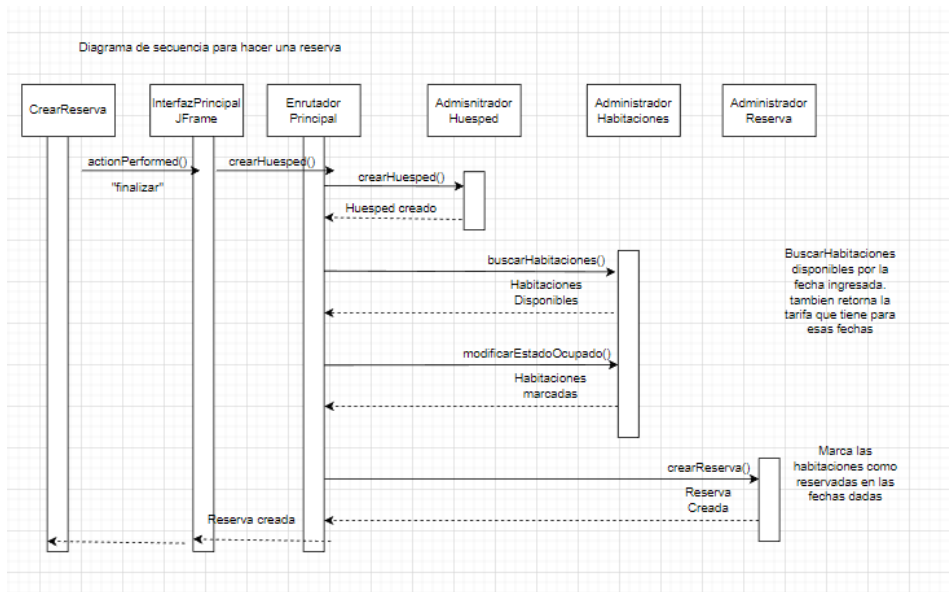 Diagrama de secuencia para hacer una reserva
CrearReserva
InterfazPrincipal
JFrame
Enrutador
Principal
Admisnitrador
Huesped
Administrador
Habitaciones
Administrador
Reserva
actionPerformed()
"finalizar"
crearHuesped()
crearHuesped()
Huesped creado
buscarHabitaciones()
Habitaciones
Disponibles
BuscarHabitaciones
disponibles por la
fecha ingresada.
tambien retorna la
tarifa que tiene para
esas fechas
modificarEstadoOcupado()
Habitaciones
marcadas
crearReserva()
Reserva
Creada
Marca las
habitaciones como
reservadas en las
fechas dadas
Reserva creada